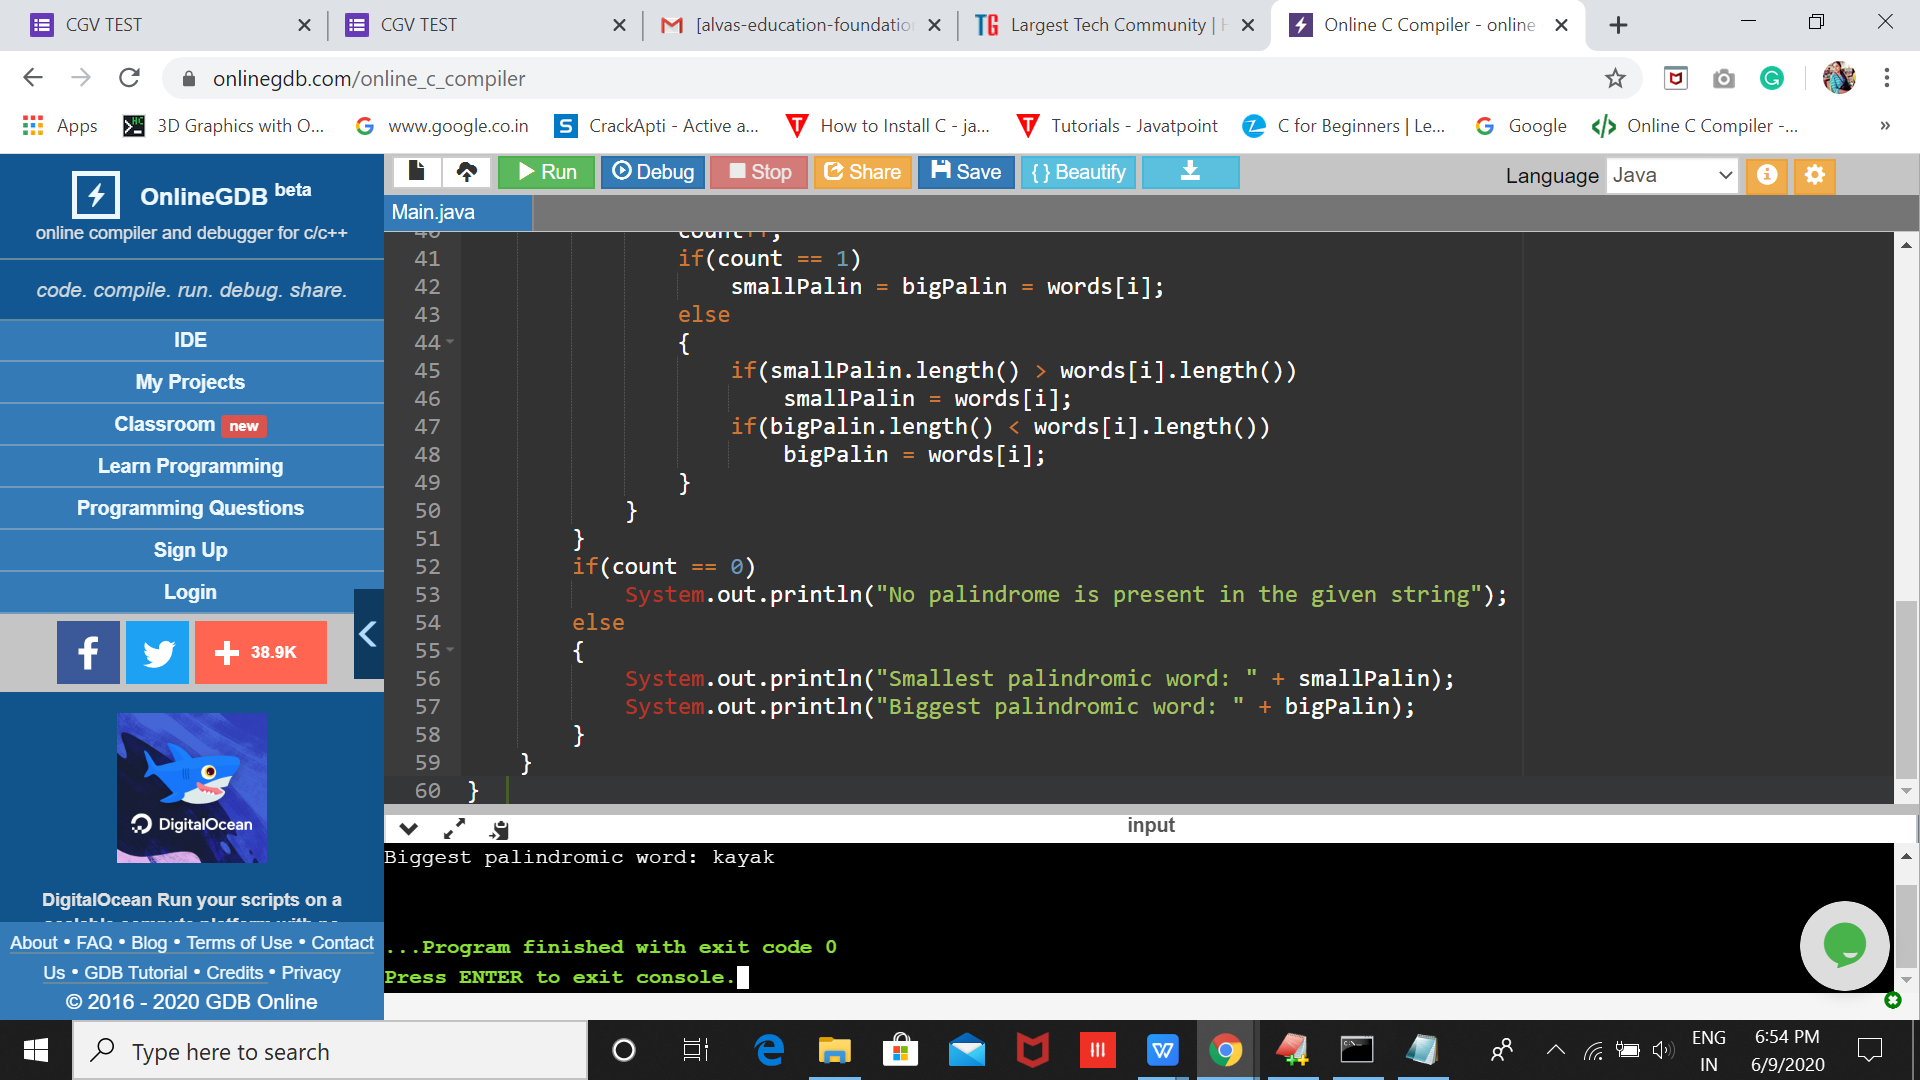 CGV TEST
CGV TEST
[alvas-education-foundatio
Largest Tech Community | H
Online C Compiler - online
onlinegdb.com/online_c_compiler
Apps
3D Graphics with O...
www.google.co.in
CrackApti - Active a...
How to Install C - ja...
Tutorials - Javatpoint
C for Beginners | Le...
Google
Online C Compiler -...
»
OnlineGDB beta
online compiler and debugger for c/c++
code. compile. run. debug. share.
IDE
My Projects
Classroom new
Learn Programming
Programming Questions
Sign Up
Login
38.9K
DigitalOcean
DigitalOcean Run your scripts on a
About • FAQ • Blog • Terms of Use • Contact
Us • GDB Tutorial • Credits • Privacy
© 2016 - 2020 GDB Online
Run
Debug
Stop
Share
Save
{ } Beautify
Language Java
Main.java
40 count++;
41 if(count == 1)
42 smallPalin = bigPalin = words[i];
43 else
44 {
45 if(smallPalin.length() > words[i].length())
46 smallPalin = words[i];
47 if(bigPalin.length() < words[i].length())
48 bigPalin = words[i];
49 }
50 }
51 }
52 if(count == 0)
53 System.out.println("No palindrome is present in the given string");
54 else
55 {
56 System.out.println("Smallest palindromic word: " + smallPalin);
57 System.out.println("Biggest palindromic word: " + bigPalin);
58 }
59 }
60 }
input
Biggest palindromic word: kayak
...Program finished with exit code 0
Press ENTER to exit console.
Type here to search
ENG
IN
6:54 PM
6/9/2020